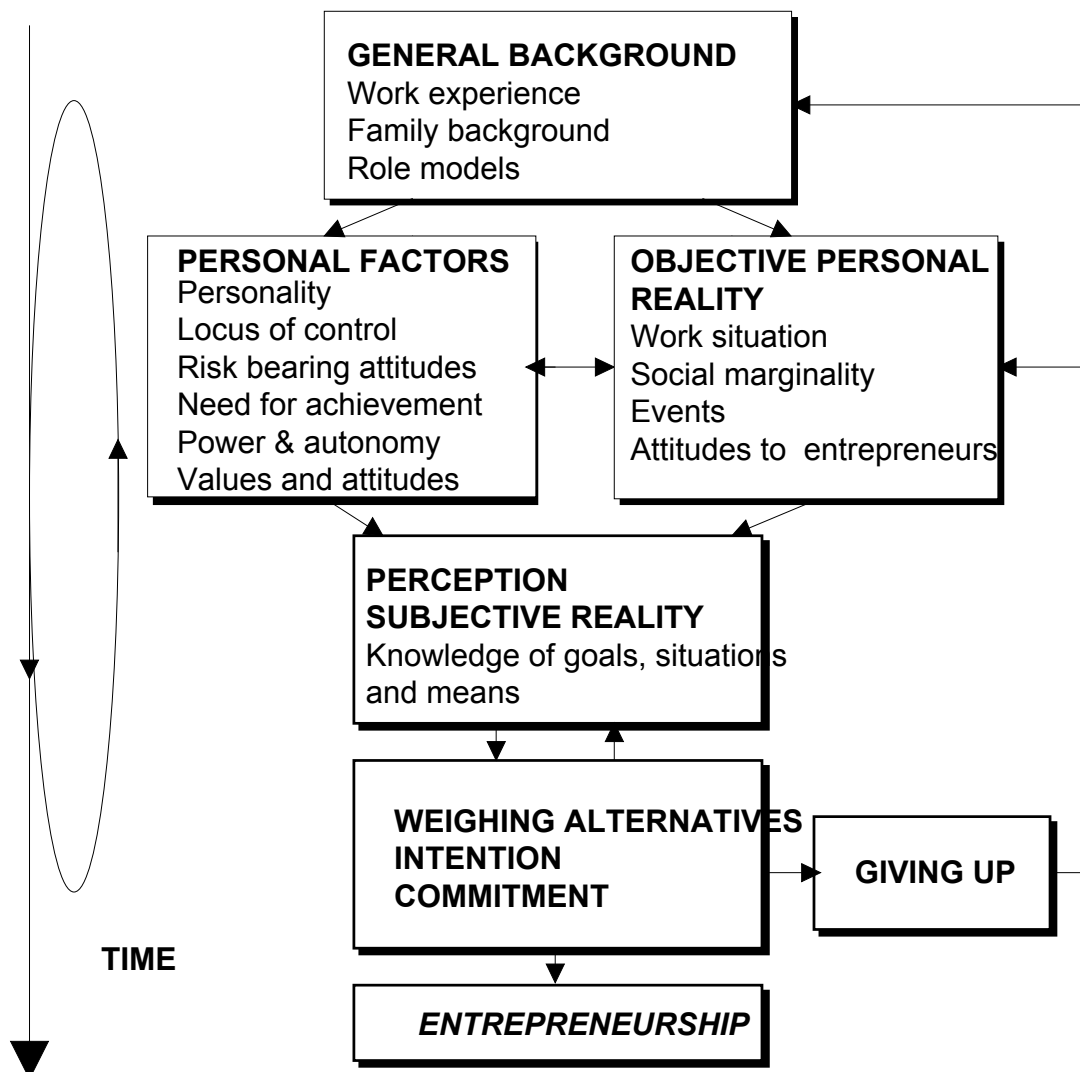 GENERAL BACKGROUND
Work experience
Family background
Role models
PERSONAL FACTORS
Personality
Locus of control
Risk bearing attitudes
Need for achievement
Power & autonomy
Values and attitudes
OBJECTIVE PERSONAL
REALITY
Work situation
Social marginality
Events
Attitudes to entrepreneurs
PERCEPTION
SUBJECTIVE REALITY
Knowledge of goals, situations
and means
WEIGHING ALTERNATIVES
INTENTION
COMMITMENT
GIVING UP
TIME
ENTREPRENEURSHIP